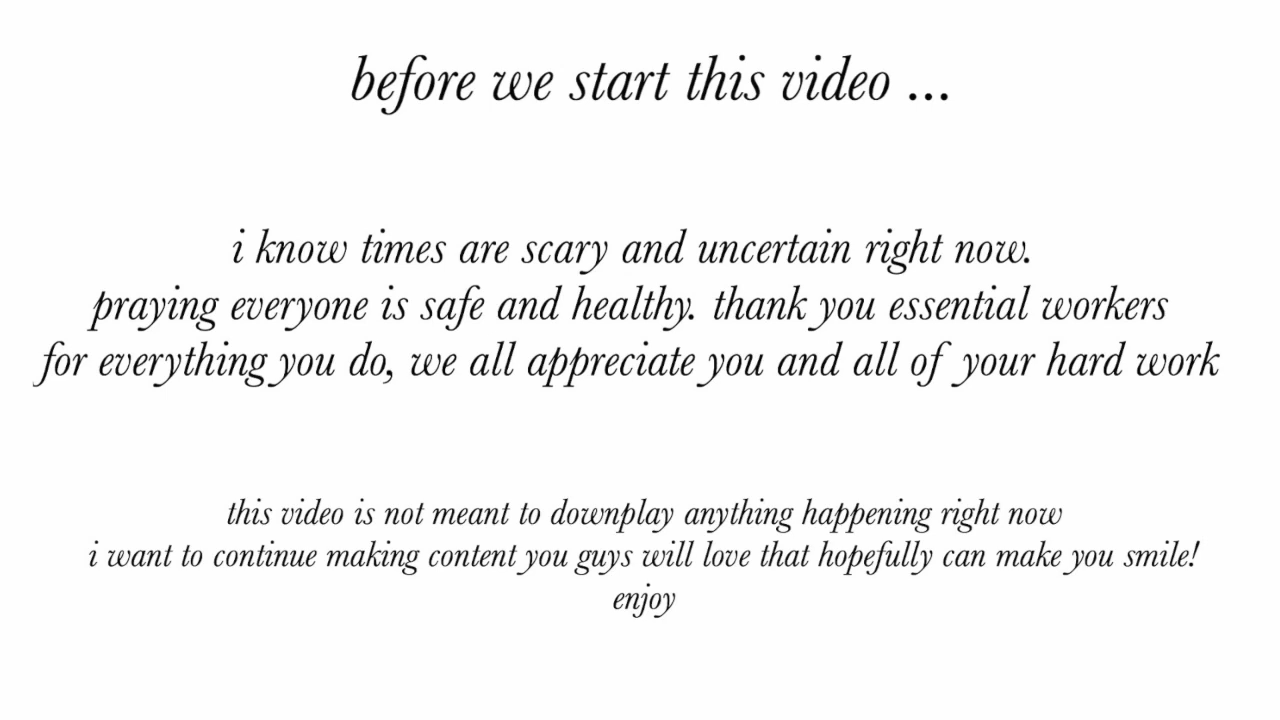 before we start this video ...
i know times are scary and uncertain right now.
praying everyone is safe and healthy. thank you essential workers
for everything you do, we all appreciate you and all of your hard work
this video is not meant to downplay anything happening right now
i want to continue making content you guys will love that hopefully can make you smile!
enjoy